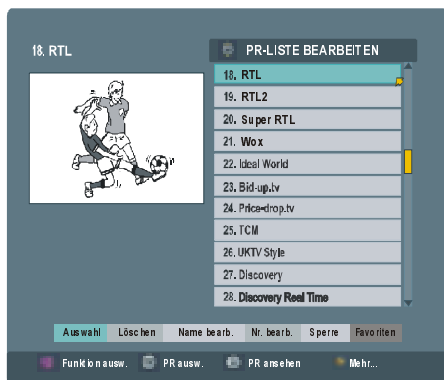 18. RTL
PR-LISTE BEARBEITEN
18. RTL
19. RTL2
20. Super RTL
21. Wox
22. Ideal World
23. Bid-up.tv
24. Price-drop.tv
25. TCM
26. UKTV Style
27. Discovery
28. Discovery Real Time
Auswahl Löschen Name bearb. Nr. bearb. Sperre Favoriten
Funktion ausw. PR ausw. PR ansehen Mehr...